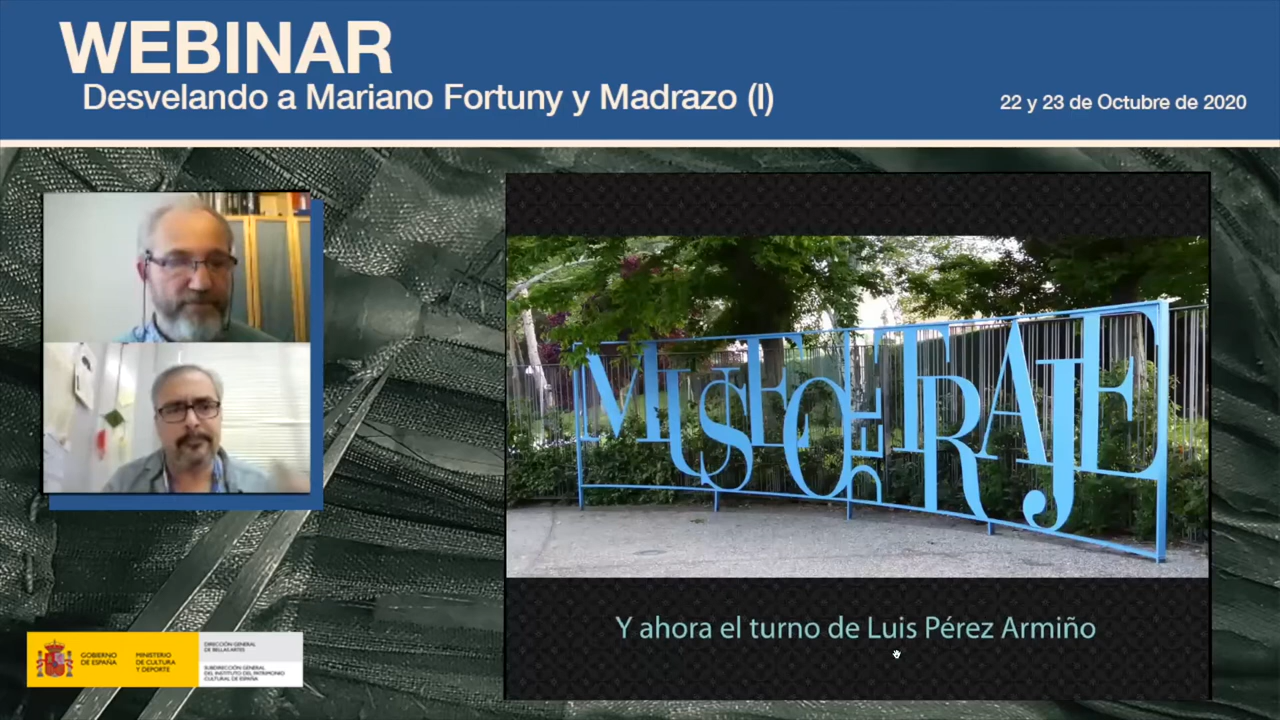 WEBINAR
Desvelando a Mariano Fortuny y Madrazo (I)
22 y 23 de Octubre de 2020
MUSEO DEL TRAJE
Y ahora el turno de Luis Pérez Armiño
GOBIERNO
DE ESPAÑA
MINISTERIO
DE CULTURA
Y DEPORTE
DIRECCIÓN GENERAL
DE BELLAS ARTES
SUBDIRECCIÓN GENERAL
DEL INSTITUTO DEL PATRIMONIO
CULTURAL DE ESPAÑA